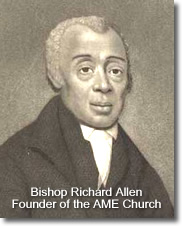 Bishop Richard Allen
Founder of the AME Church